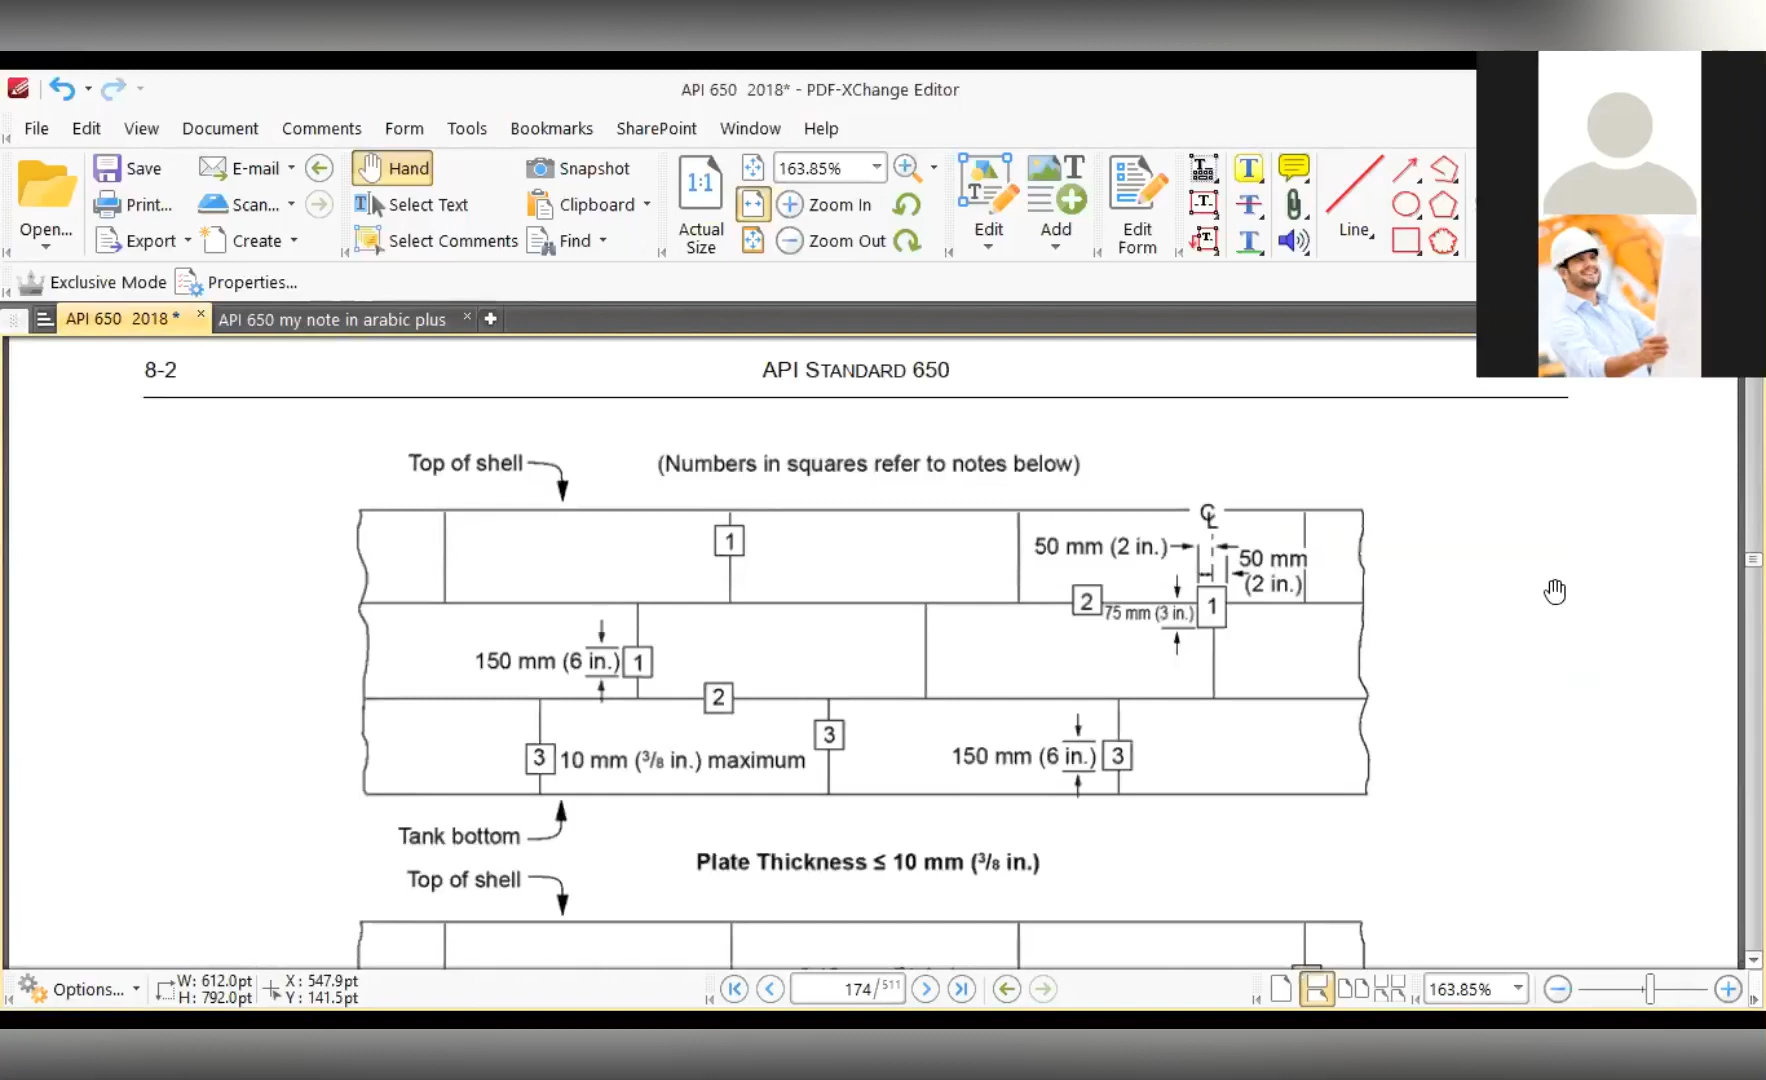 API 650 2018* - PDF-XChange Editor
File Edit View Document Comments Form Tools Bookmarks SharePoint Window Help
Open...
Save
Print...
Export
E-mail
Scan...
Create
Hand
Select Text
Select Comments
Snapshot
Clipboard
Find
1:1
Actual
Size
163.85%
Zoom In
Zoom Out
Edit
Add
Edit
Form
Line
Exclusive Mode Properties...
API 650 2018 *
API 650 my note in arabic plus
8-2
API STANDARD 650
Top of shell
(Numbers in squares refer to notes below)
1
50 mm (2 in.)
50 mm
(2 in.)
2
75 mm (3 in.)
1
150 mm (6 in.)
1
2
3
10 mm (3/8 in.) maximum
3
150 mm (6 in.)
3
Tank bottom
Plate Thickness ≤ 10 mm (3/8 in.)
Top of shell
Options...
W: 612.0pt
H: 792.0pt
X: 547.9pt
Y: 141.5pt
174/511
163.85%